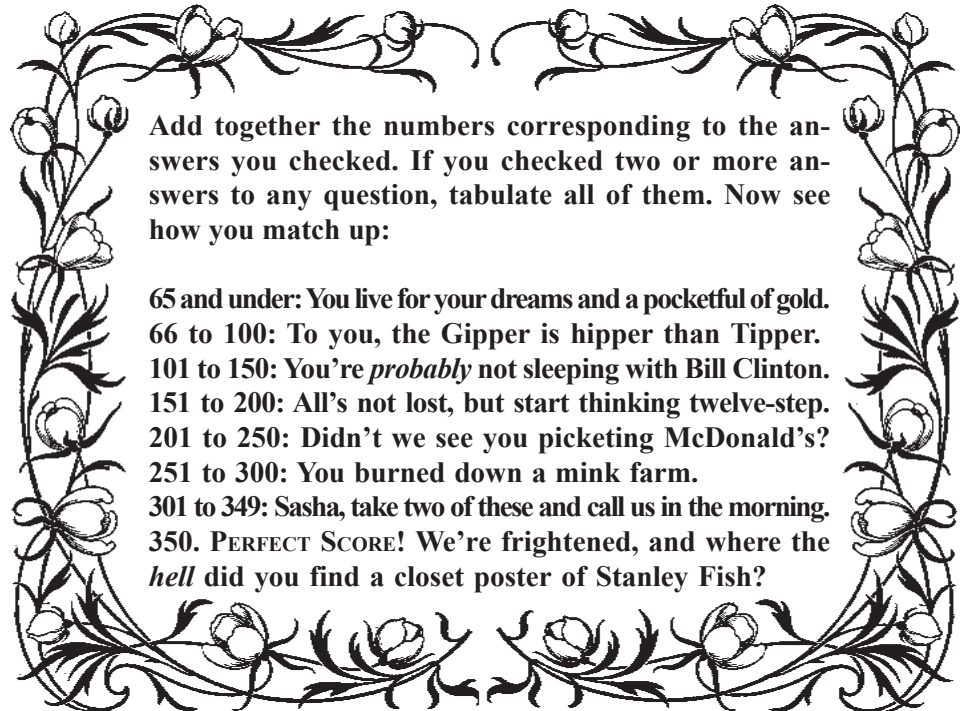 Add together the numbers corresponding to the an-
swers you checked. If you checked two or more an-
swers to any question, tabulate all of them. Now see
how you match up:
65 and under: You live for your dreams and a pocketful of gold.
66 to 100: To you, the Gipper is hipper than Tipper.
101 to 150: You’re probably not sleeping with Bill Clinton.
151 to 200: All’s not lost, but start thinking twelve-step.
201 to 250: Didn’t we see you picketing McDonald’s?
251 to 300: You burned down a mink farm.
301 to 349: Sasha, take two of these and call us in the morning.
350. PERFECT SCORE! We’re frightened, and where the
hell did you find a closet poster of Stanley Fish?